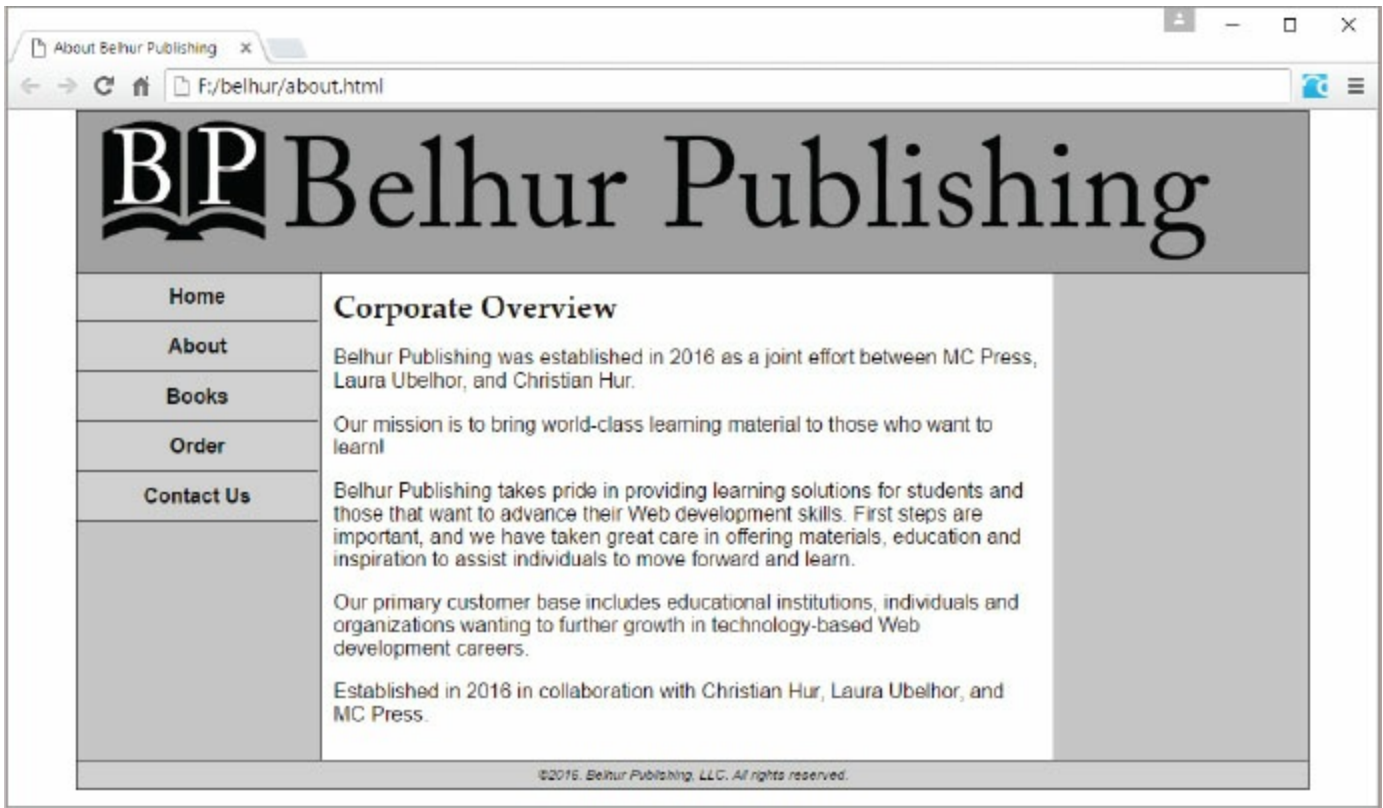 About Belhur Publishing
F:/belhur/about.html
BP Belhur Publishing
Home
About
Books
Order
Contact Us
Corporate Overview
Belhur Publishing was established in 2016 as a joint effort between MC Press,
Laura Ubelhor, and Christian Hur.
Our mission is to bring world-class learning material to those who want to
learn!
Belhur Publishing takes pride in providing learning solutions for students and
those that want to advance their Web development skills. First steps are
important, and we have taken great care in offering materials, education and
inspiration to assist individuals to move forward and learn.
Our primary customer base includes educational institutions, individuals and
organizations wanting to further growth in technology-based Web
development careers.
Established in 2016 in collaboration with Christian Hur, Laura Ubelhor, and
MC Press.
©2016. Belhur Publishing, LLC. All rights reserved.